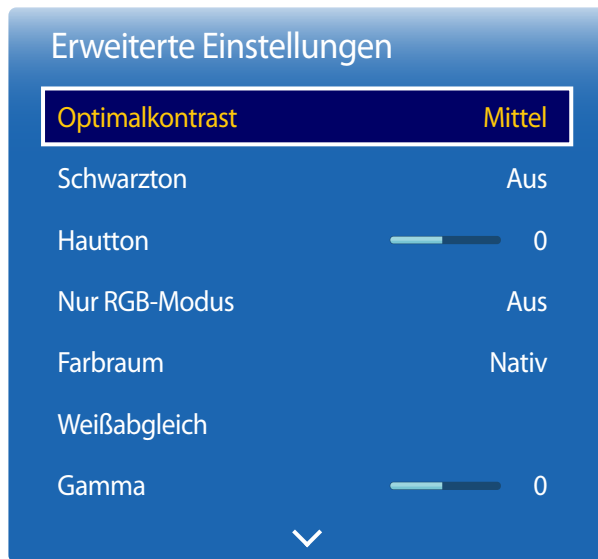 Erweiterte Einstellungen
Optimalkontrast Mittel
Schwarzton Aus
Hautton 0
Nur RGB-Modus Aus
Farbraum Nativ
Weißabgleich
Gamma 0